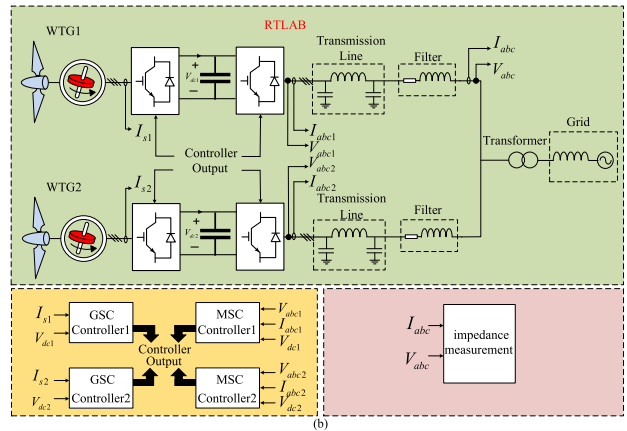 WTG1
RTLAB
Transmission
Line
Filter
I_abc
V_abc
+
V_dc1
−
I_s1
I_abc1
V_abc1
V_abc2
I_abc2
Controller
Output
Transformer
Grid
WTG2
I_s2
+
V_dc2
−
Transmission
Line
Filter
I_s1
V_dc1
GSC
Controller1
MSC
Controller1
V_abc1
I_abc1
V_dc1
Controller
Output
I_s2
V_dc2
GSC
Controller2
MSC
Controller2
V_abc2
I_abc2
V_dc2
I_abc
V_abc
impedance
measurement
(b)